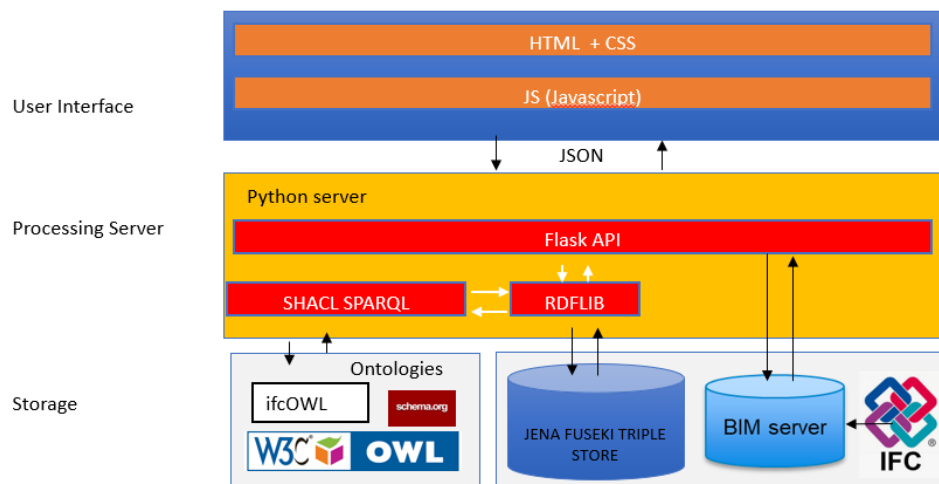 HTML + CSS
JS (Javascript)
User Interface
JSON
Python server
Processing Server
Flask API
SHACL SPARQL
RDFLIB
Ontologies
ifcOWL
schema.org
Storage
W3C
OWL
JENA FUSEKI TRIPLE
STORE
BIM server
®
IFC